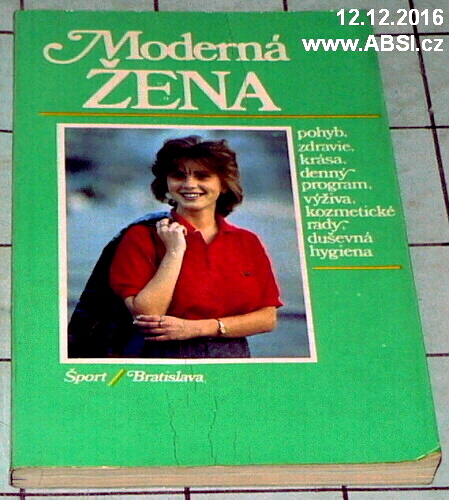 12.12.2016
www.ABSI.cz
Moderná
ŽENA
pohyb,
zdravie,
krása,
denný
program,
výživa,
kozmetické
rady,
duševná
hygiena
Šport / Bratislava